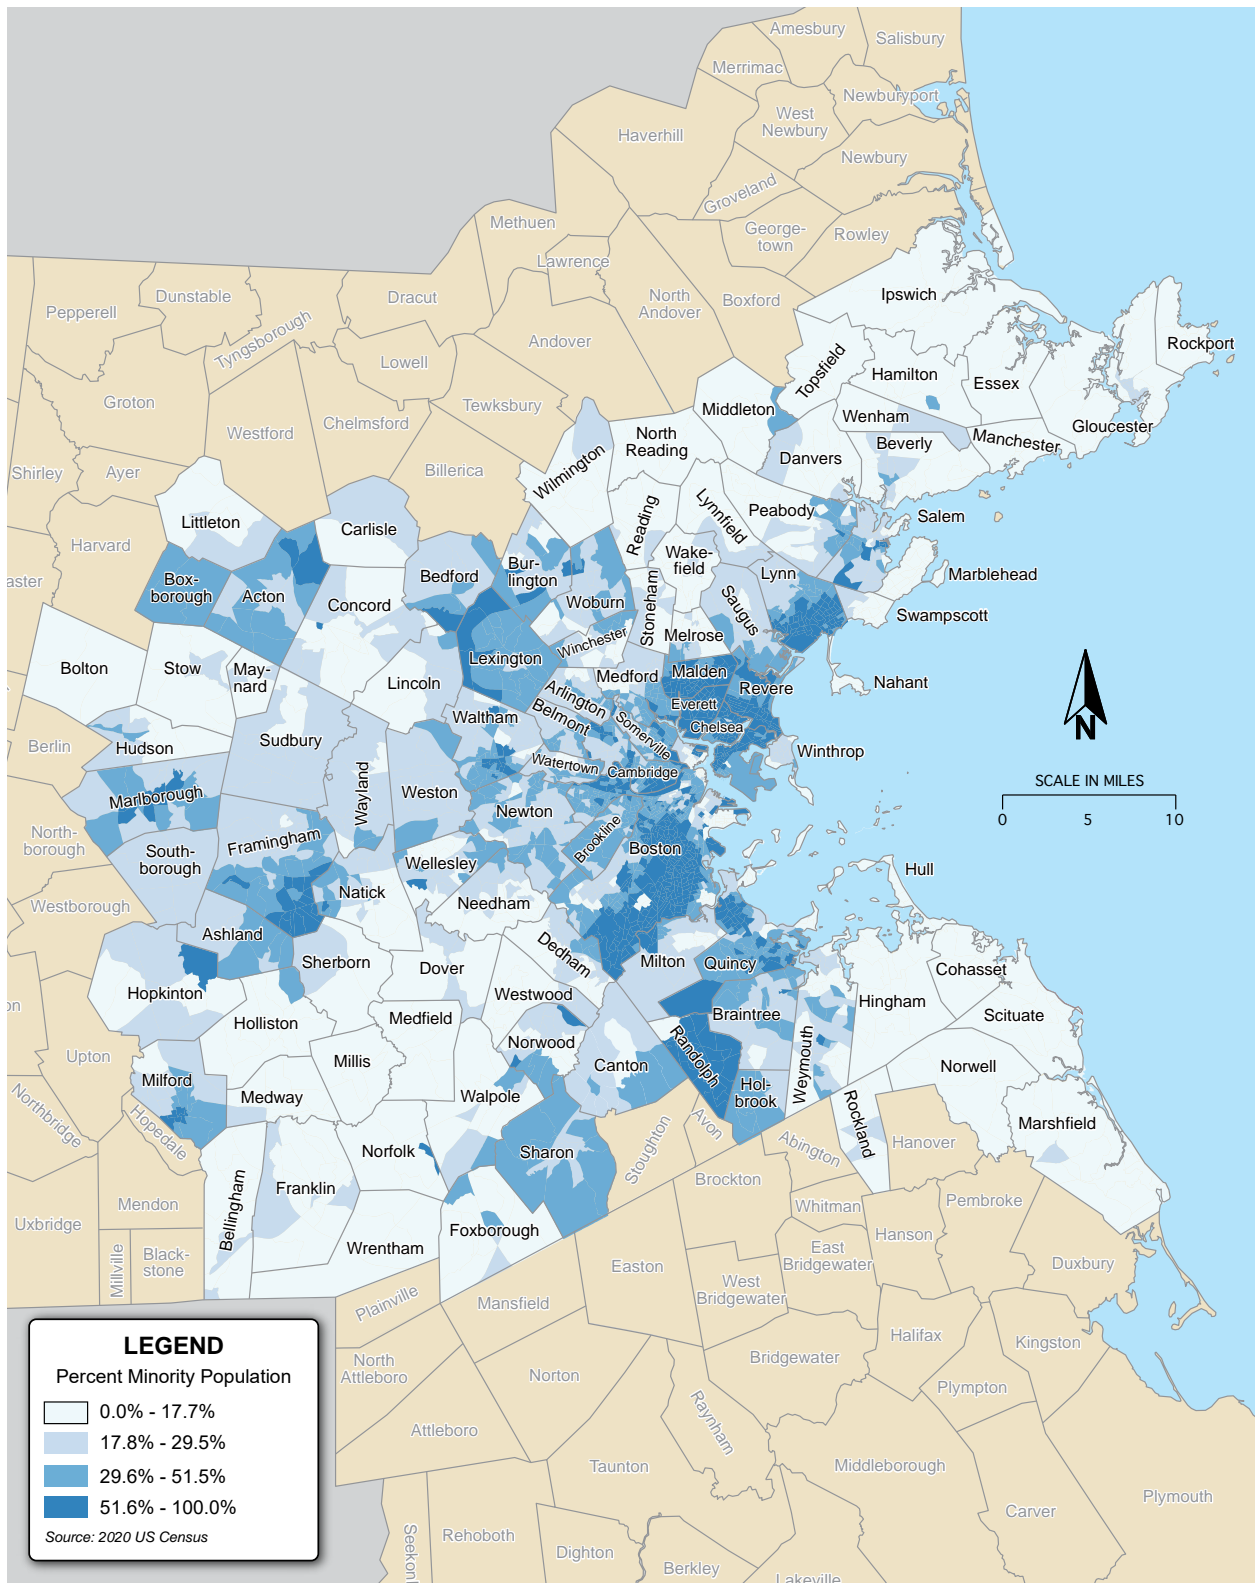 Amesbury
Salisbury
Merrimac
Newburyport
West
Newbury
Haverhill
Newbury
Groveland
Methuen
George-
town
Rowley
Lawrence
Ipswich
Pepperell
Dunstable
Dracut
North
Andover
Boxford
Tyngsborough
Andover
Rockport
Lowell
Topsfield
Hamilton
Essex
Groton
Tewksbury
Middleton
Wenham
Gloucester
Westford
Chelmsford
North
Reading
Beverly
Manchester
Shirley
Ayer
Billerica
Wilmington
Danvers
Littleton
Carlisle
Reading
Lynnfield
Peabody
Salem
Harvard
Wake-
field
aster
Box-
borough
Acton
Bedford
Bur-
lington
Lynn
Marblehead
Concord
Woburn
Stoneham
Saugus
Swampscott
Winchester
Melrose
Bolton
Stow
May-
nard
Lincoln
Lexington
Medford
Malden
Revere
Nahant
Arlington
Everett
Waltham
Belmont
Somerville
Chelsea
N
Berlin
Hudson
Sudbury
Winthrop
Watertown
Cambridge
SCALE IN MILES
0 5 10
Marlborough
Wayland
Weston
Newton
North-
borough
Framingham
Brookline
Boston
South-
borough
Wellesley
Hull
Natick
Needham
Westborough
Ashland
Dedham
Sherborn
Dover
Milton
Quincy
Cohasset
Hopkinton
Westwood
Hingham
on
Holliston
Medfield
Braintree
Scituate
Upton
Millis
Norwood
Randolph
Weymouth
Canton
Norwell
Milford
Medway
Walpole
Hol-
brook
Northbridge
Hopedale
Avon
Rockland
Marshfield
Norfolk
Sharon
Stoughton
Abington
Hanover
Franklin
Brockton
Mendon
Bellingham
Whitman
Pembroke
Uxbridge
Foxborough
Hanson
Wrentham
East
Bridgewater
Millville
Black-
stone
Easton
Duxbury
West
Bridgewater
Plainville
Mansfield
Halifax
Kingston
North
Attleboro
Norton
Bridgewater
Plympton
Raynham
Attleboro
Taunton
Middleborough
Plymouth
Carver
Rehoboth
Seekon
Dighton
Berkley
Lakeville
LEGEND
Percent Minority Population
0.0% - 17.7%
17.8% - 29.5%
29.6% - 51.5%
51.6% - 100.0%
Source: 2020 US Census